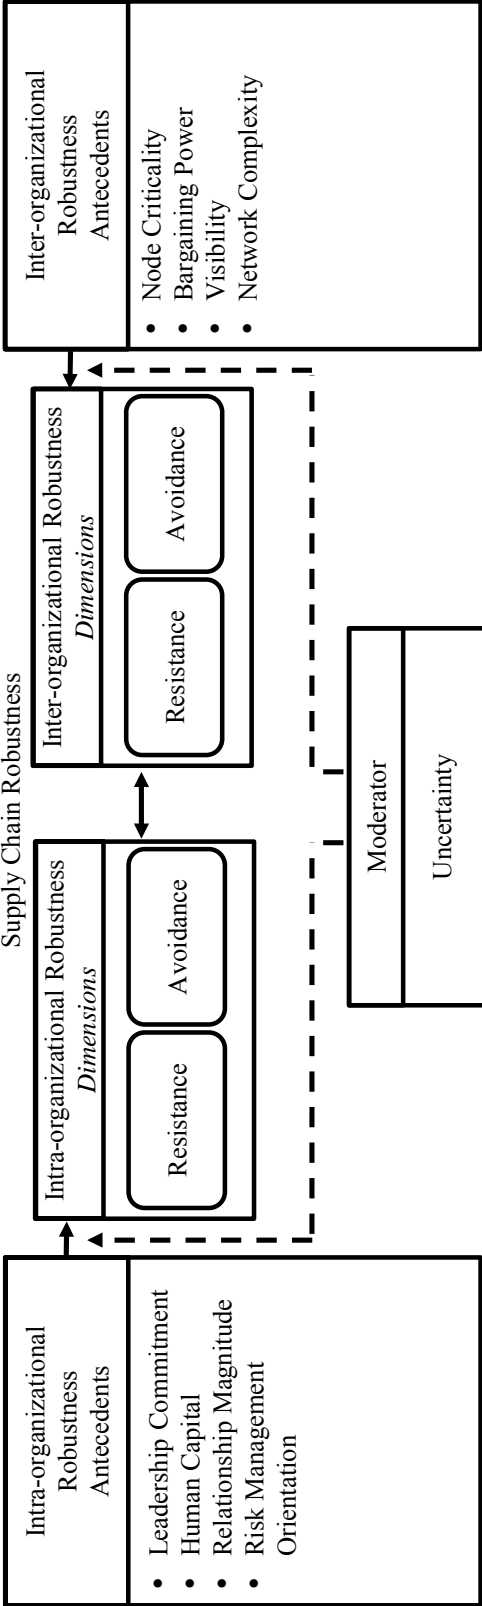 Supply Chain Robustness
Intra-organizational
Robustness
Antecedents
• Leadership Commitment
• Human Capital
• Relationship Magnitude
• Risk Management
Orientation
Intra-organizational Robustness
Dimensions
Resistance
Avoidance
Inter-organizational Robustness
Dimensions
Resistance
Avoidance
Inter-organizational
Robustness
Antecedents
• Node Criticality
• Bargaining Power
• Visibility
• Network Complexity
Moderator
Uncertainty